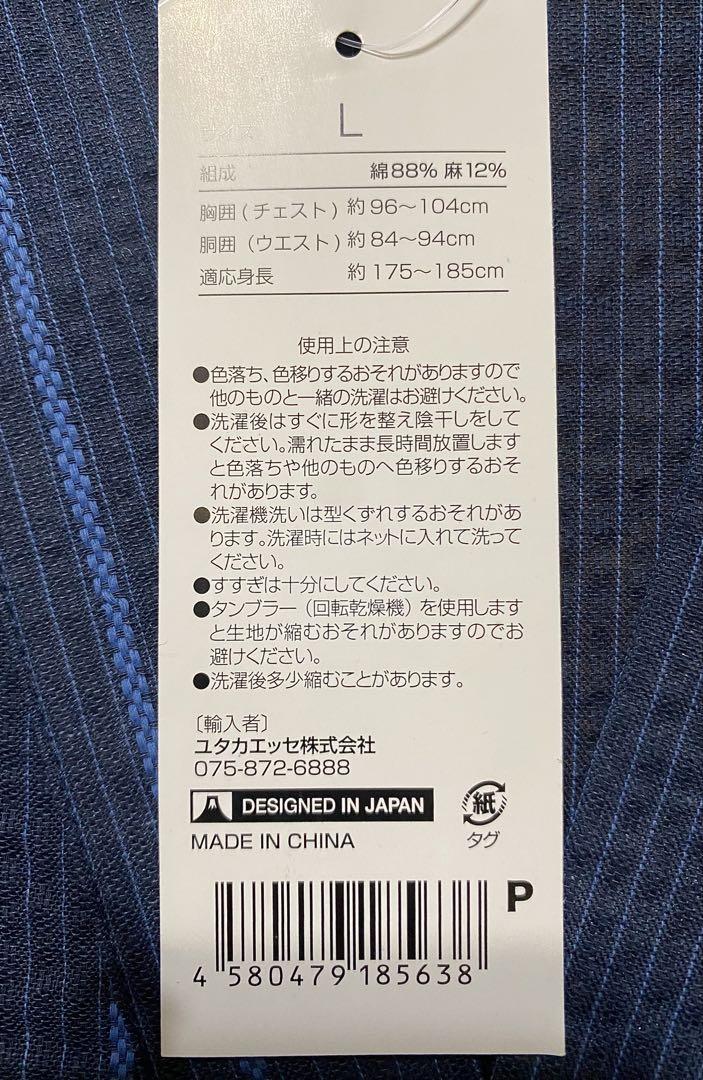 サイズ L
組成 綿88% 麻12%
胸囲(チェスト) 約96～104cm
胴囲（ウエスト) 約84～94cm
適応身長 約175～185cm
使用上の注意
●色落ち、色移りするおそれがありますので
他のものと一緒の洗濯はお避けください。
●洗濯後はすぐに形を整え陰干しをして
ください。濡れたまま長時間放置します
と色落ちや他のものへ色移りするおそ
れがあります。
●洗濯機洗いは型くずれするおそれがあ
ります。洗濯時にはネットに入れて洗って
ください。
●すすぎは十分にしてください。
●タンブラー（回転乾燥機）を使用します
と生地が縮むおそれがありますのでお
避けください。
●洗濯後多少縮むことがあります。
〔輸入者〕
ユタカエッセ株式会社
075-872-6888
DESIGNED IN JAPAN
MADE IN CHINA
紙
タグ
P
4 580479 185638